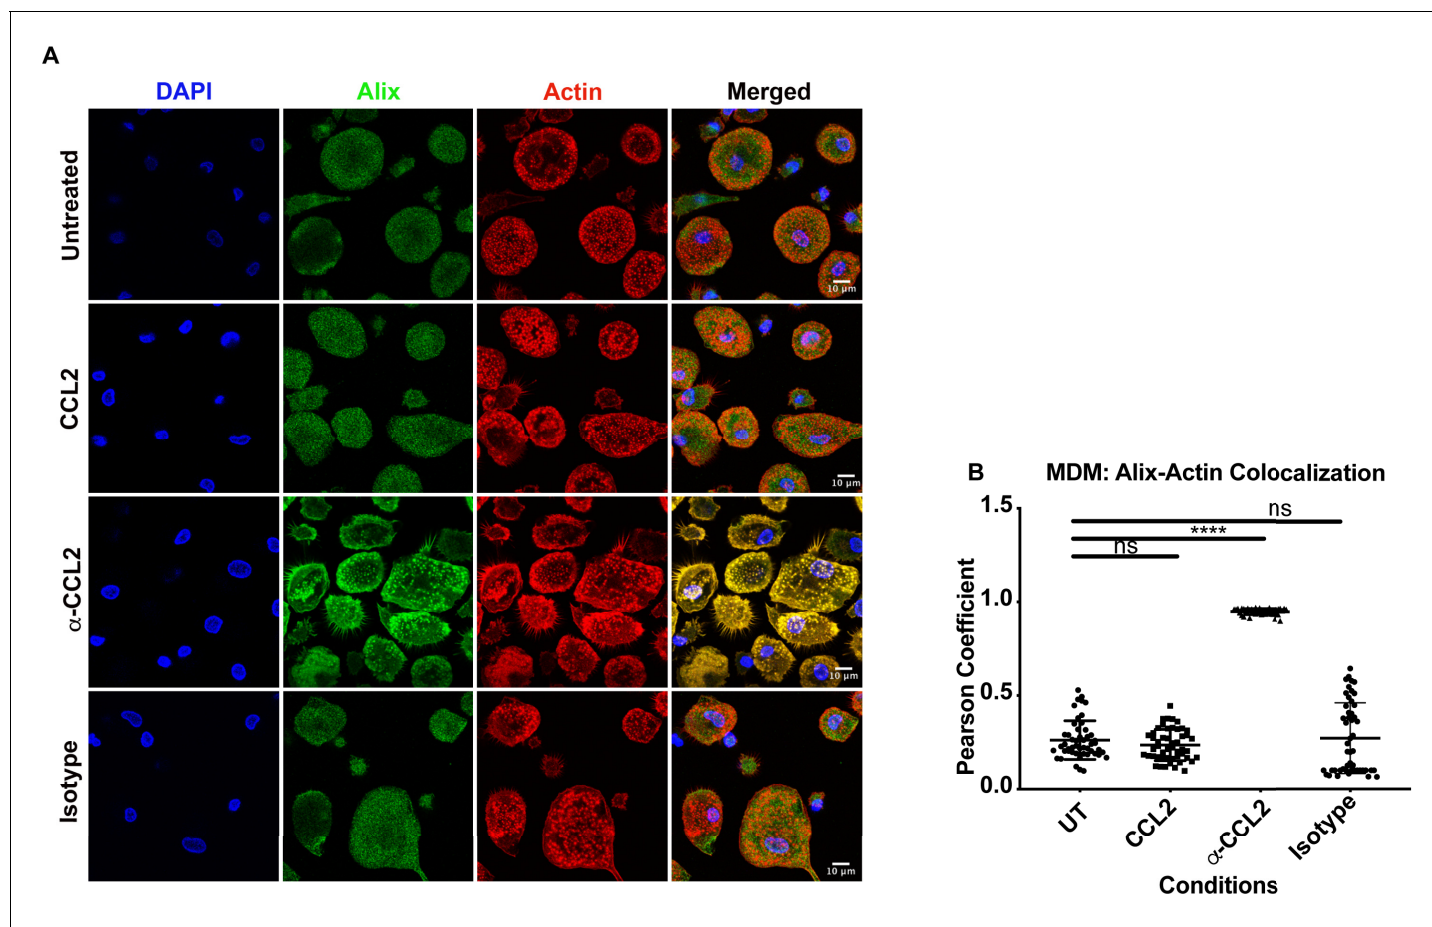 A
DAPI Alix Actin Merged
Untreated
10 µm
CCL2
10 µm
α-CCL2
10 µm
Isotype
10 µm
B MDM: Alix-Actin Colocalization
Pearson Coefficient
1.5
1.0
0.5
0.0
ns
****
ns
UT CCL2 α-CCL2 Isotype
Conditions